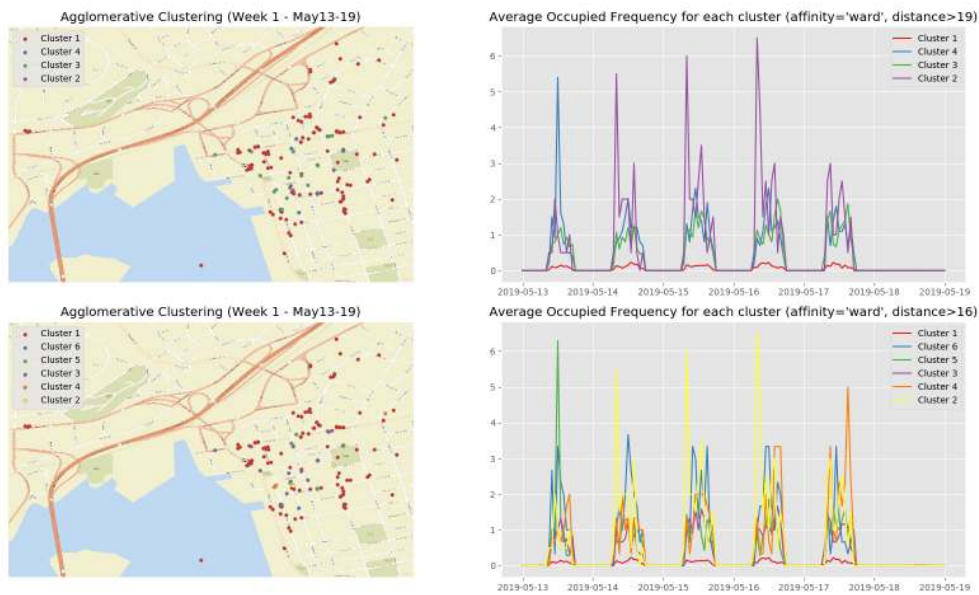 Agglomerative Clustering (Week 1 - May13-19)
Cluster 1
Cluster 4
Cluster 3
Cluster 2
Average Occupied Frequency for each cluster (affinity='ward', distance>19)
Cluster 1
Cluster 4
Cluster 3
Cluster 2
6
5
4
3
2
1
0
2019-05-13 2019-05-14 2019-05-15 2019-05-16 2019-05-17 2019-05-18 2019-05-19
Agglomerative Clustering (Week 1 - May13-19)
Cluster 1
Cluster 6
Cluster 5
Cluster 3
Cluster 4
Cluster 2
Average Occupied Frequency for each cluster (affinity='ward', distance>16)
Cluster 1
Cluster 6
Cluster 5
Cluster 3
Cluster 4
Cluster 2
6
5
4
3
2
1
0
2019-05-13 2019-05-14 2019-05-15 2019-05-16 2019-05-17 2019-05-18 2019-05-19